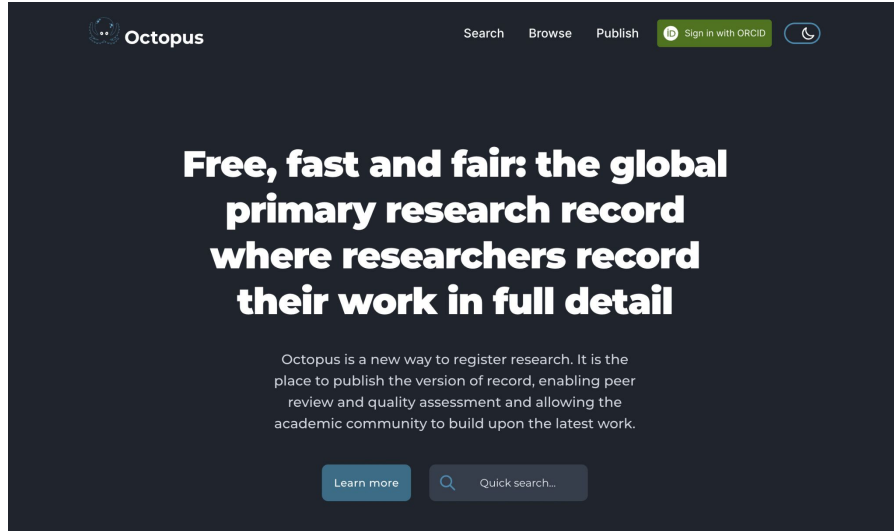 Octopus
Search Browse Publish iD Sign in with ORCID
Free, fast and fair: the global
primary research record
where researchers record
their work in full detail
Octopus is a new way to register research. It is the
place to publish the version of record, enabling peer
review and quality assessment and allowing the
academic community to build upon the latest work.
Learn more Quick search...